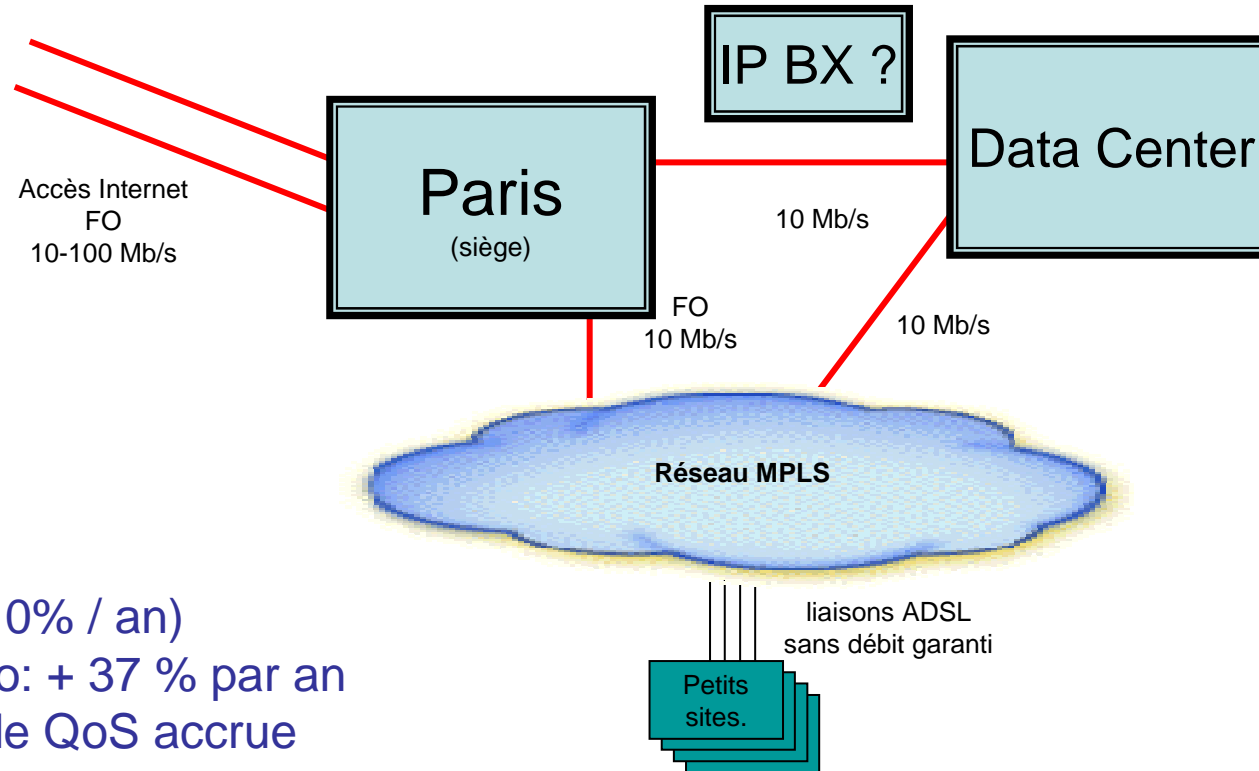 IP BX ?
Data Center
Paris
(siège)
Accès Internet
FO
10-100 Mb/s
10 Mb/s
FO
10 Mb/s
10 Mb/s
Réseau MPLS
liaisons ADSL
sans débit garanti
Petits
sites.
0% / an)
o: + 37 % par an
le QoS accrue